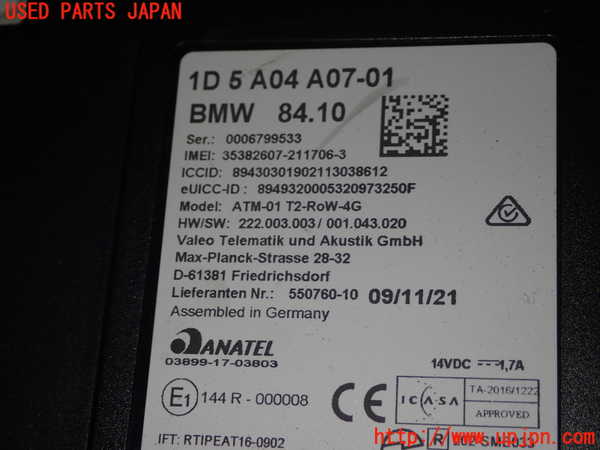 USED PARTS JAPAN
1D 5 A04 A07-01
BMW 84.10
Ser.: 0006799533
IMEI: 35382607-211706-3
ICCID: 89430301902113038612
eUICC-ID: 8949320005320973250F
Model: ATM-01 T2-RoW-4G
HW/SW: 222.003.003/ 001.043.020
Valeo Telematik und Akustik GmbH
Max-Planck-Strasse 28-32
D-61381 Friedrichsdorf
Lieferanten Nr.: 550760-10 09/11/21
Assembled in Germany
ANATEL
03899-17-03803
14VDC 1,7A
E1 144 R - 000008
CE
ICASA
TA-2016/1222
APPROVED
IFT: RTIPEAT16-0902
R
http://www.upjpn.com